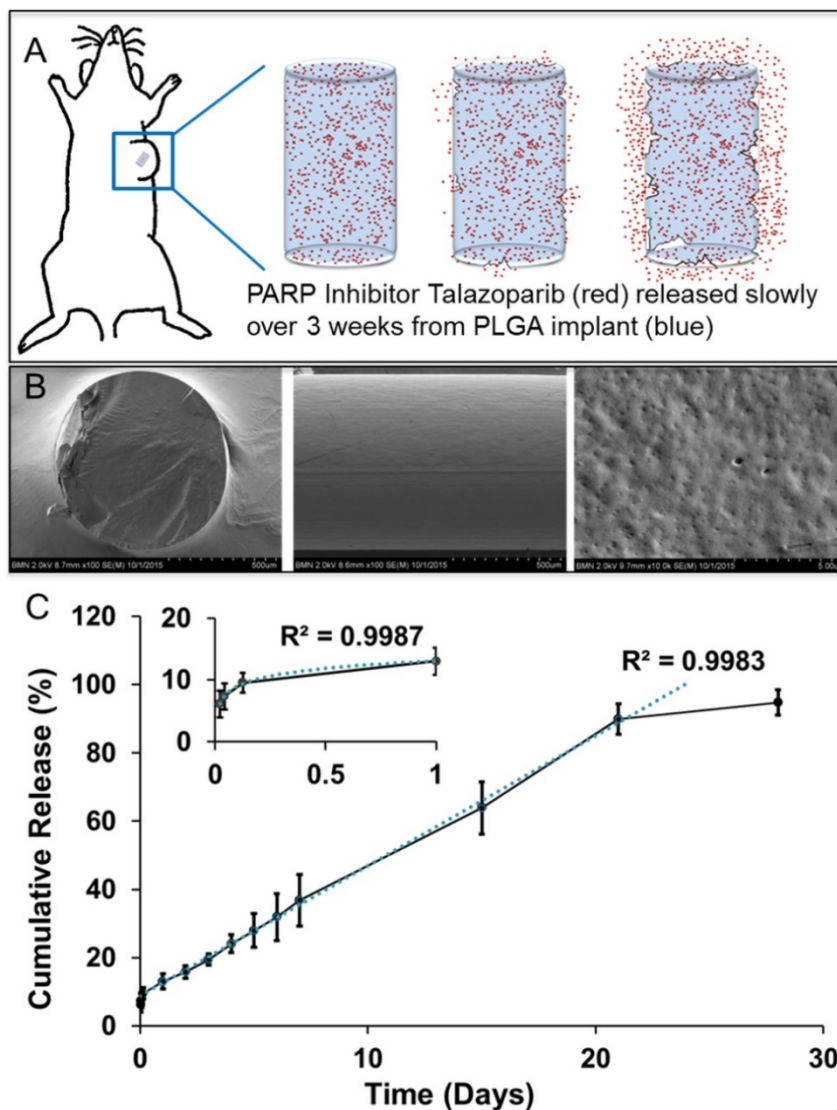 A
PARP Inhibitor Talazoparib (red) released slowly
over 3 weeks from PLGA implant (blue)
B
BMN 2.0kV 8.7mm x100 SE(M) 10/1/2015
500um
BMN 2.0kV 8.6mm x100 SE(M) 10/1/2015
500um
BMN 2.0kV 9.7mm x10.0k SE(M) 10/1/2015
5.00u
C
120
100
80
60
40
20
0
Cumulative Release (%)
20
10
0
R² = 0.9987
0
0.5
1
R² = 0.9983
0
10
20
30
Time (Days)